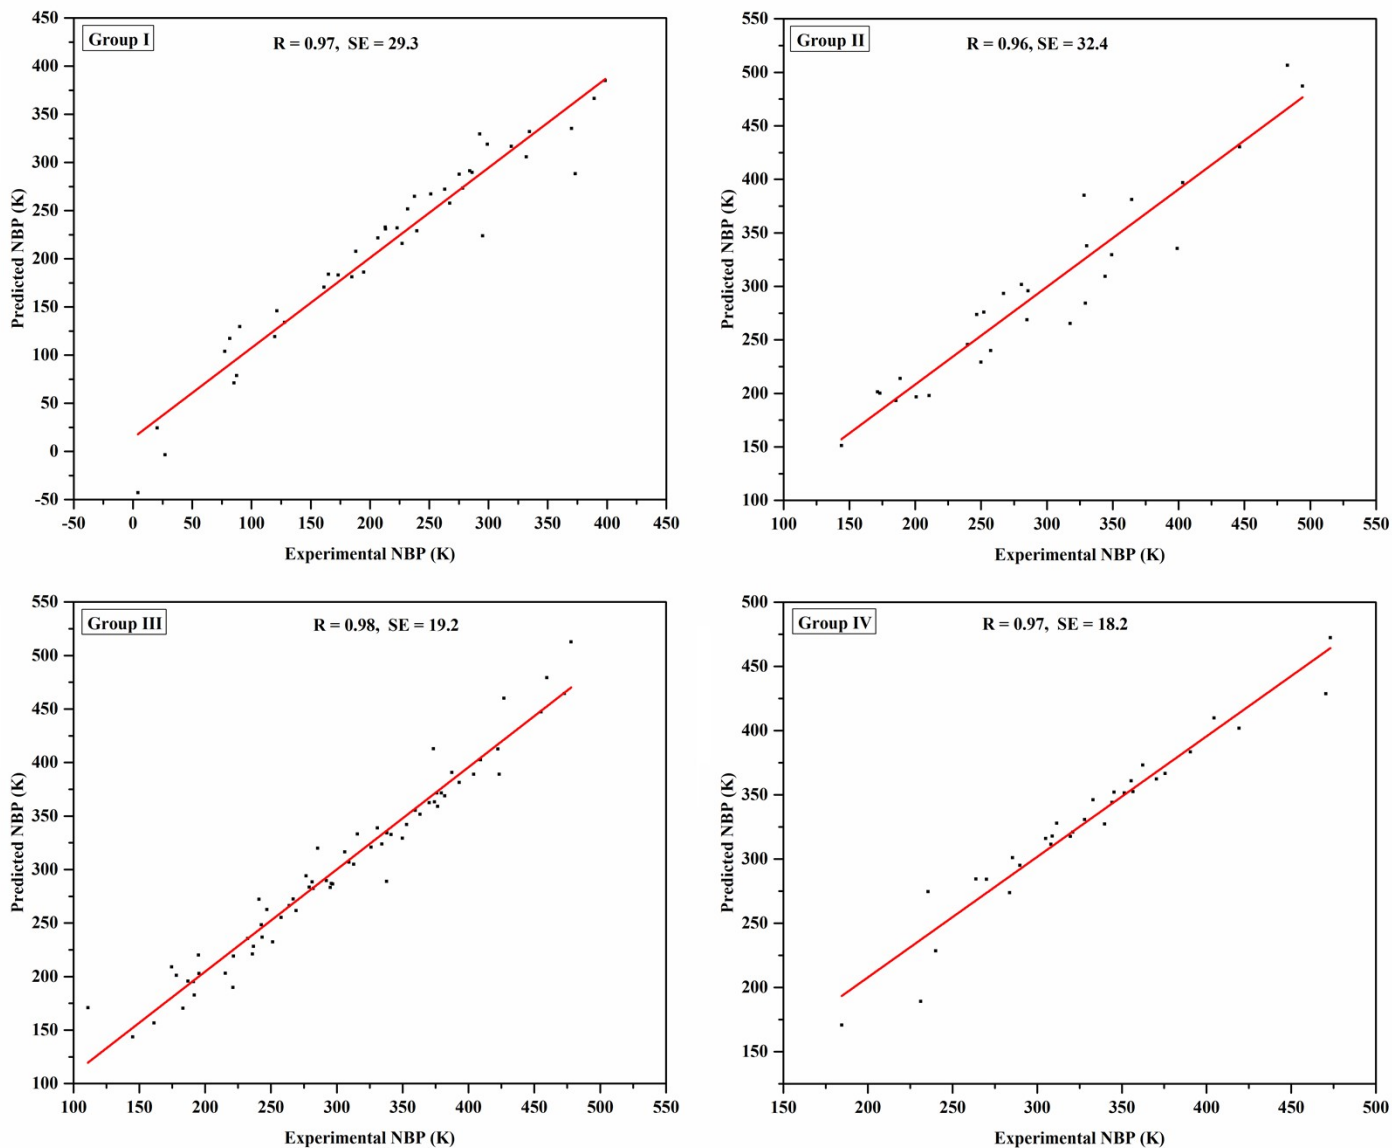 Group I
R = 0.97, SE = 29.3
450
400
350
300
250
200
150
100
50
0
-50
Predicted NBP (K)
-50 0 50 100 150 200 250 300 350 400 450
Experimental NBP (K)
Group II
R = 0.96, SE = 32.4
550
500
450
400
350
300
250
200
150
100
Predicted NBP (K)
100 150 200 250 300 350 400 450 500 550
Experimental NBP (K)
Group III
R = 0.98, SE = 19.2
550
500
450
400
350
300
250
200
150
100
Predicted NBP (K)
100 150 200 250 300 350 400 450 500 550
Experimental NBP (K)
Group IV
R = 0.97, SE = 18.2
500
450
400
350
300
250
200
150
Predicted NBP (K)
150 200 250 300 350 400 450 500
Experimental NBP (K)